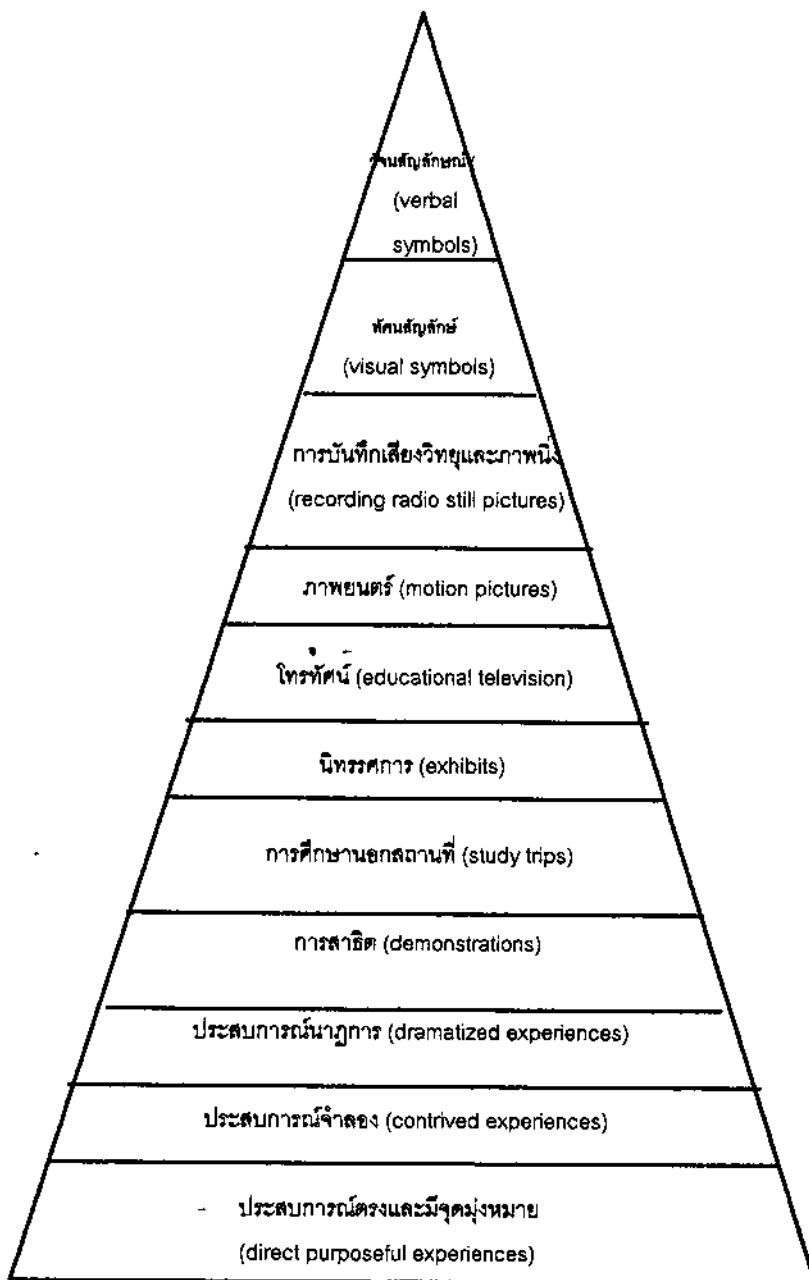 วจนสัญลักษณ์
(verbal
symbols)
ทัศนสัญลักษ์
(visual symbols)
การบันทึกเสียงวิทยุและภาพนิ่ง
(recording radio still pictures)
ภาพยนตร์ (motion pictures)
โทรทัศน์ (educational television)
นิทรรศการ (exhibits)
การศึกษานอกสถานที่ (study trips)
การสาธิต (demonstrations)
ประสบการณ์นาฏการ (dramatized experiences)
ประสบการณ์จำลอง (contrived experiences)
ประสบการณ์ตรงและมีจุดมุ่งหมาย
(direct purposeful experiences)